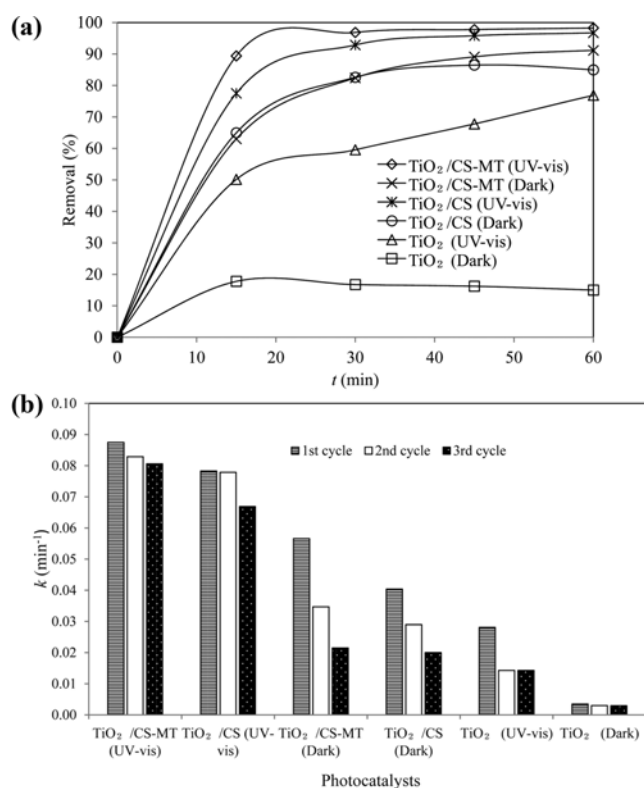 (a)
100
90
80
70
60
50
40
30
20
10
0
Removal (%)
TiO₂ /CS-MT (UV-vis)
TiO₂ /CS-MT (Dark)
TiO₂ /CS (UV-vis)
TiO₂ /CS (Dark)
TiO₂ (UV-vis)
TiO₂ (Dark)
0 10 20 30 40 50 60
t (min)
(b)
0.10
0.09
0.08
0.07
0.06
0.05
0.04
0.03
0.02
0.01
0.00
k (min⁻¹)
1st cycle 2nd cycle 3rd cycle
TiO₂ /CS-MT TiO₂ /CS (UV- TiO₂ /CS-MT TiO₂ /CS TiO₂ (UV-vis) TiO₂ (Dark)
(UV-vis) vis) (Dark) (Dark)
Photocatalysts